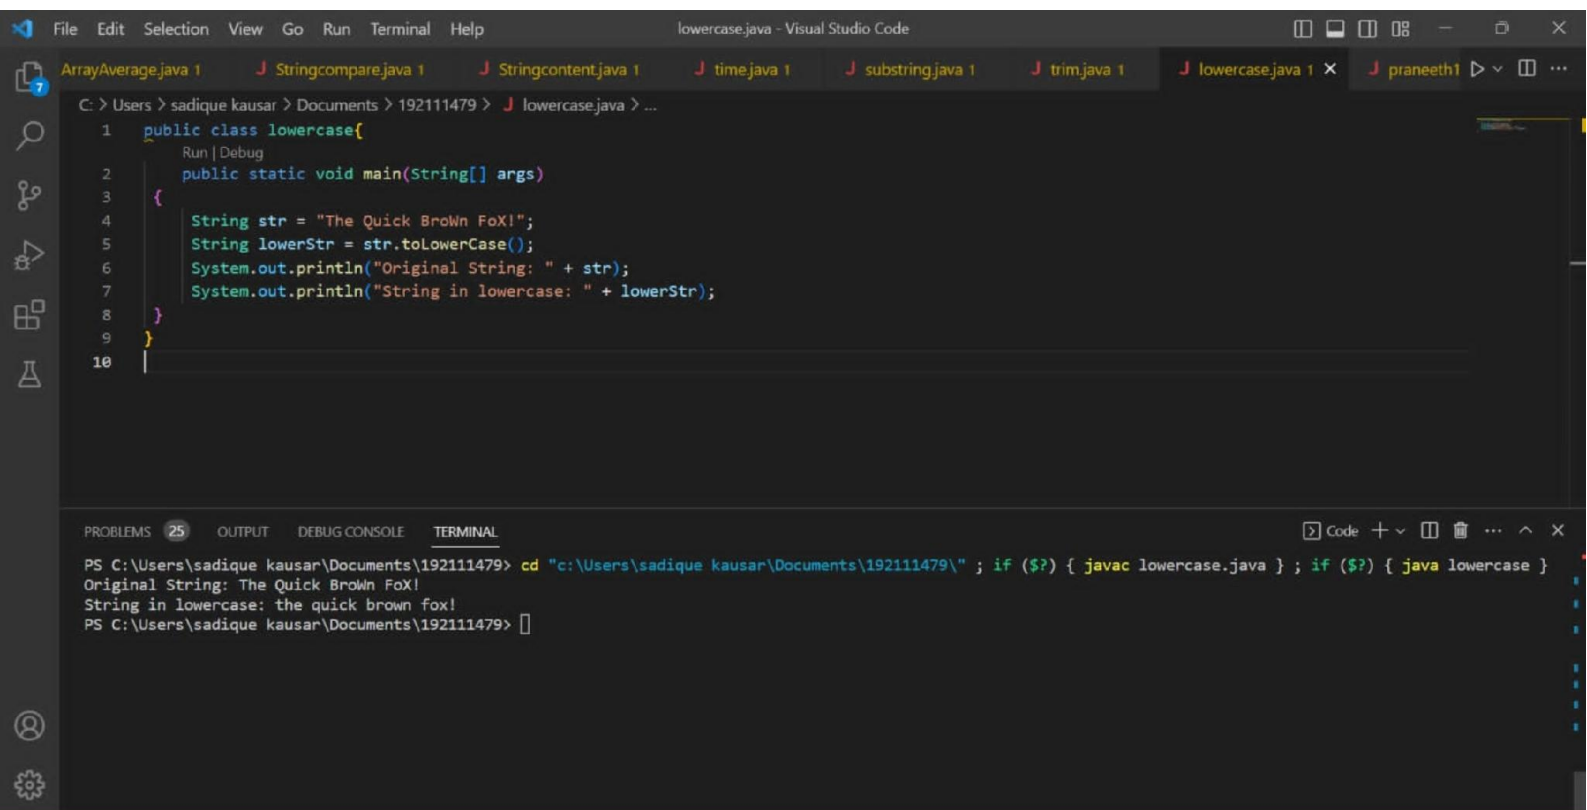 File Edit Selection View Go Run Terminal Help lowercase.java - Visual Studio Code
ArrayAverage.java 1 J Stringcompare.java 1 J Stringcontent.java 1 J time.java 1 J substring.java 1 J trim.java 1 J lowercase.java 1 J praneeth1
7
C: > Users > sadique kausar > Documents > 192111479 > J lowercase.java > ...
1 public class lowercase{
Run | Debug
2 public static void main(String[] args)
3 {
4 String str = "The Quick BroWn FoX!";
5 String lowerStr = str.toLowerCase();
6 System.out.println("Original String: " + str);
7 System.out.println("String in lowercase: " + lowerStr);
8 }
9 }
10
PROBLEMS 25 OUTPUT DEBUG CONSOLE TERMINAL Code
PS C:\Users\sadique kausar\Documents\192111479> cd "c:\Users\sadique kausar\Documents\192111479\" ; if ($?) { javac lowercase.java } ; if ($?) { java lowercase }
Original String: The Quick BroWn FoX!
String in lowercase: the quick brown fox!
PS C:\Users\sadique kausar\Documents\192111479>